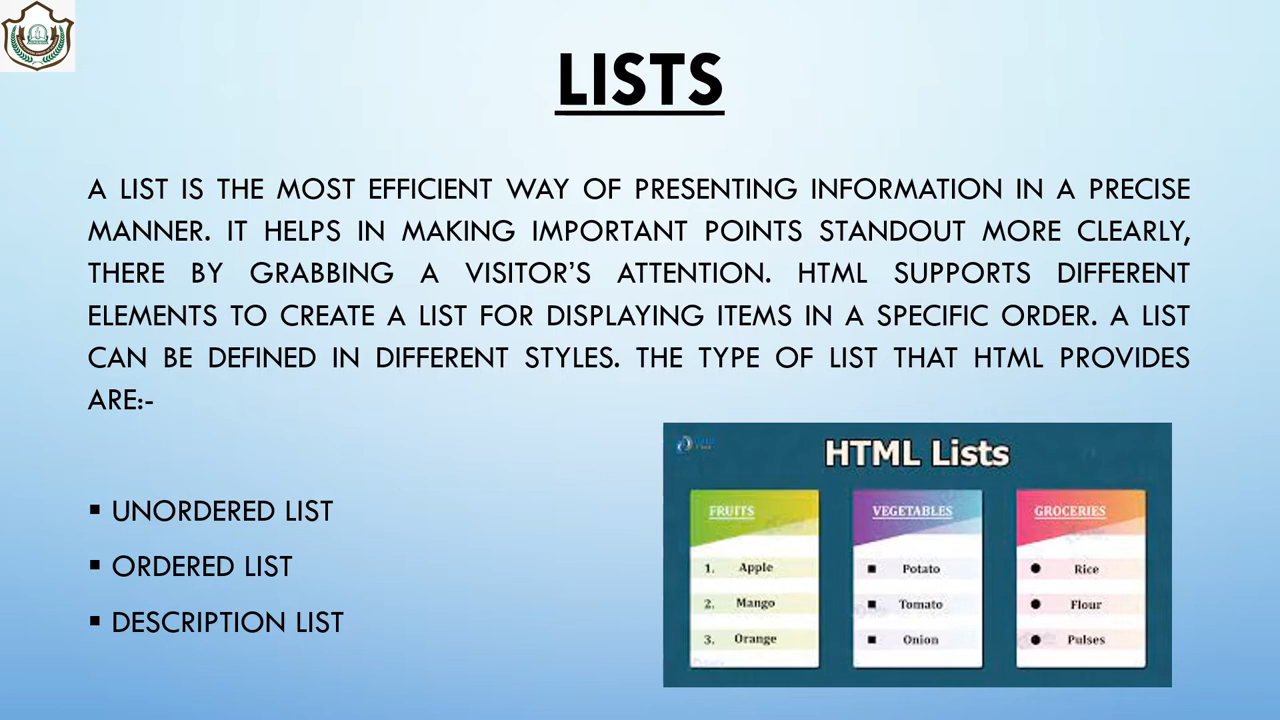 LISTS
A LIST IS THE MOST EFFICIENT WAY OF PRESENTING INFORMATION IN A PRECISE
MANNER. IT HELPS IN MAKING IMPORTANT POINTS STANDOUT MORE CLEARLY,
THERE BY GRABBING A VISITOR’S ATTENTION. HTML SUPPORTS DIFFERENT
ELEMENTS TO CREATE A LIST FOR DISPLAYING ITEMS IN A SPECIFIC ORDER. A LIST
CAN BE DEFINED IN DIFFERENT STYLES. THE TYPE OF LIST THAT HTML PROVIDES
ARE:-
▪ UNORDERED LIST
▪ ORDERED LIST
▪ DESCRIPTION LIST
HTML Lists
FRUITS
1. Apple
2. Mango
3. Orange
VEGETABLES
■ Potato
■ Tomato
■ Onion
GROCERIES
● Rice
● Flour
● Pulses